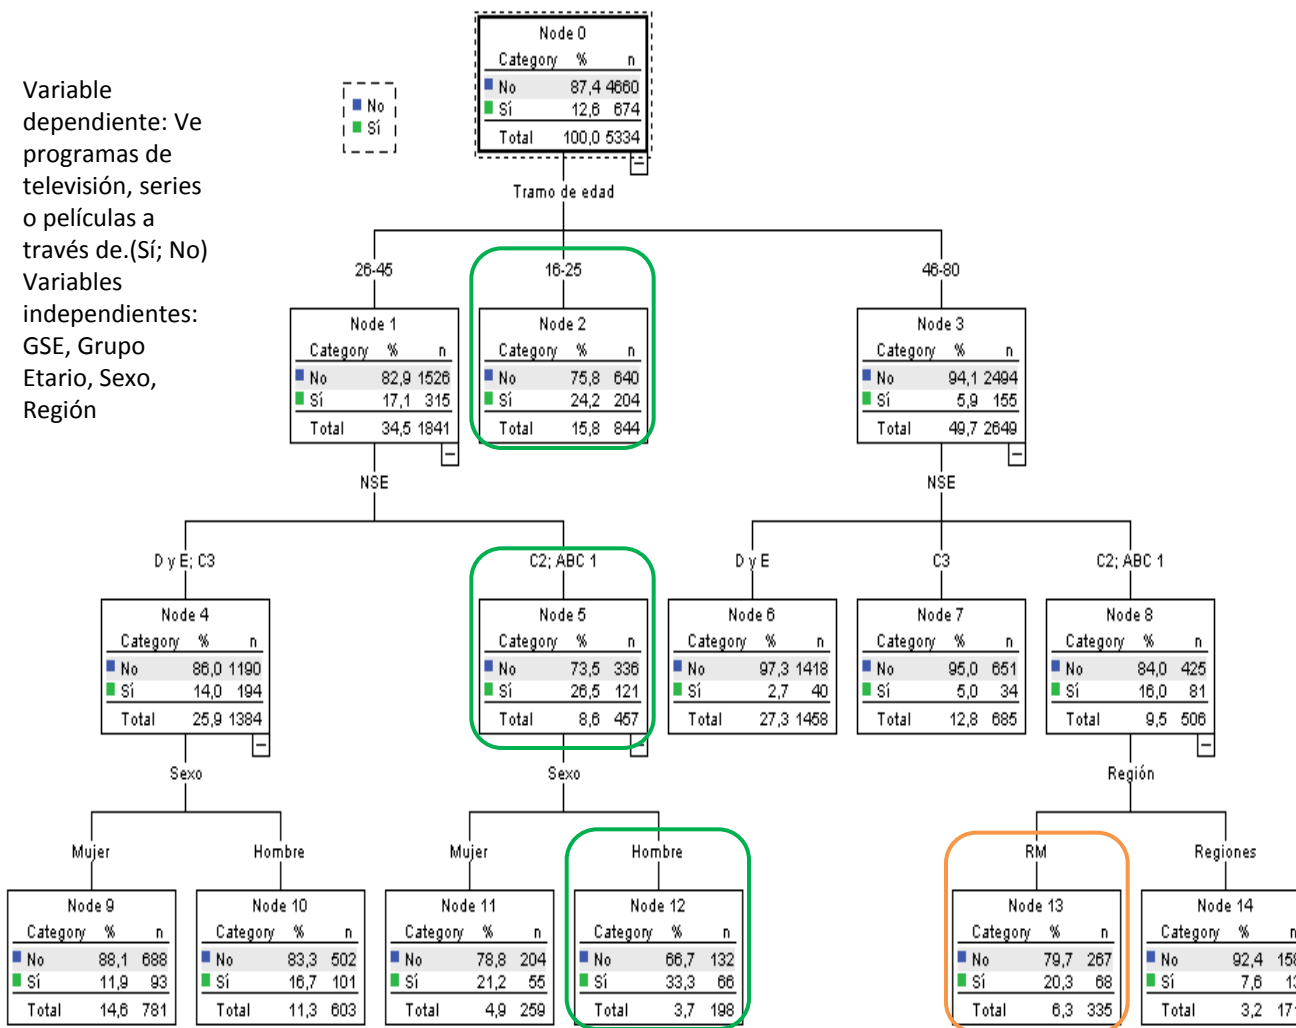 Variable
dependiente: Ve
programas de
televisión, series
o películas a
través de.(Sí; No)
Variables
independientes:
GSE, Grupo
Etario, Sexo,
Región
No
Sí
Node 0
Category % n
No 87,4 4660
Sí 12,6 674
Total 100,0 5334
Tramo de edad
26-45
16-25
46-80
Node 1
Category % n
No 82,9 1526
Sí 17,1 315
Total 34,5 1841
Node 2
Category % n
No 75,8 640
Sí 24,2 204
Total 15,8 844
Node 3
Category % n
No 94,1 2494
Sí 5,9 155
Total 49,7 2649
NSE
NSE
D y E; C3
C2; ABC 1
D y E
C3
C2; ABC 1
Node 4
Category % n
No 86,0 1190
Sí 14,0 194
Total 25,9 1384
Node 5
Category % n
No 73,5 336
Sí 26,5 121
Total 8,6 457
Node 6
Category % n
No 97,3 1418
Sí 2,7 40
Total 27,3 1458
Node 7
Category % n
No 95,0 651
Sí 5,0 34
Total 12,8 685
Node 8
Category % n
No 84,0 425
Sí 16,0 81
Total 9,5 506
Sexo
Sexo
Región
Mujer
Hombre
Mujer
Hombre
RM
Regiones
Node 9
Category % n
No 88,1 688
Sí 11,9 93
Total 14,6 781
Node 10
Category % n
No 83,3 502
Sí 16,7 101
Total 11,3 603
Node 11
Category % n
No 78,8 204
Sí 21,2 55
Total 4,9 259
Node 12
Category % n
No 66,7 132
Sí 33,3 66
Total 3,7 198
Node 13
Category % n
No 79,7 267
Sí 20,3 68
Total 6,3 335
Node 14
Category % n
No 92,4 158
Sí 7,6 13
Total 3,2 171